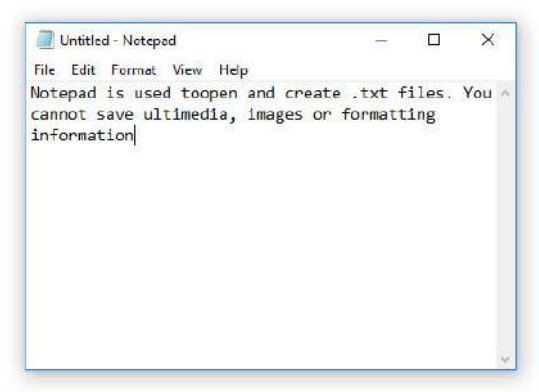 Untitled - Notepad
File Edit Format View Help
Notepad is used toopen and create .txt files. You
cannot save ultimedia, images or formatting
information